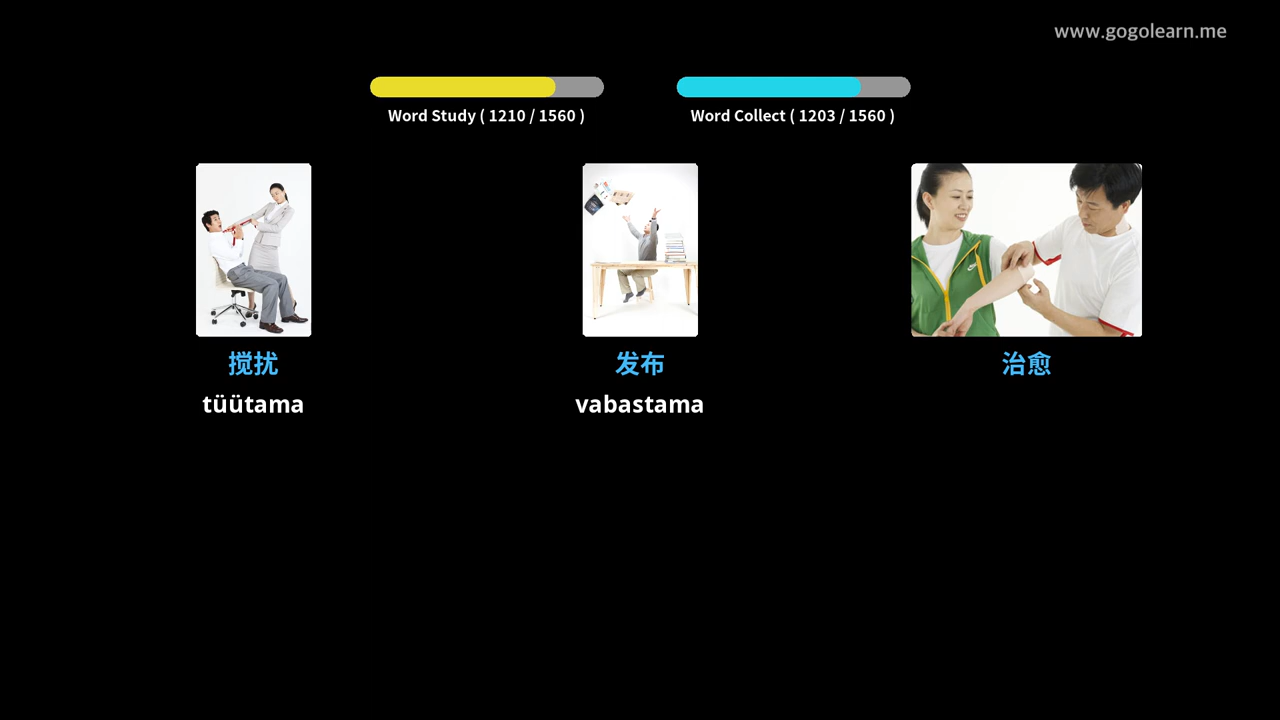 www.gogolearn.me
Word Study ( 1210 / 1560 )
Word Collect ( 1203 / 1560 )
搅扰
发布
治愈
tüütama
vabastama